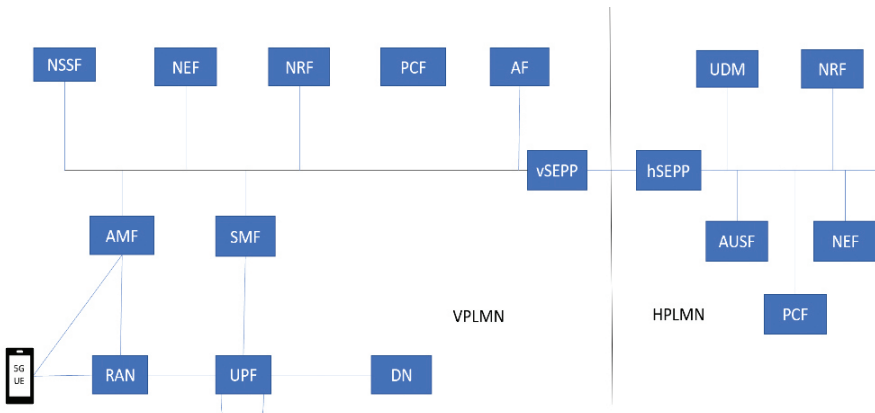 NSSF
NEF
NRF
PCF
AF
UDM
NRF
vSEPP
hSEPP
AMF
SMF
AUSF
NEF
VPLMN
HPLMN
PCF
5G
UE
RAN
UPF
DN